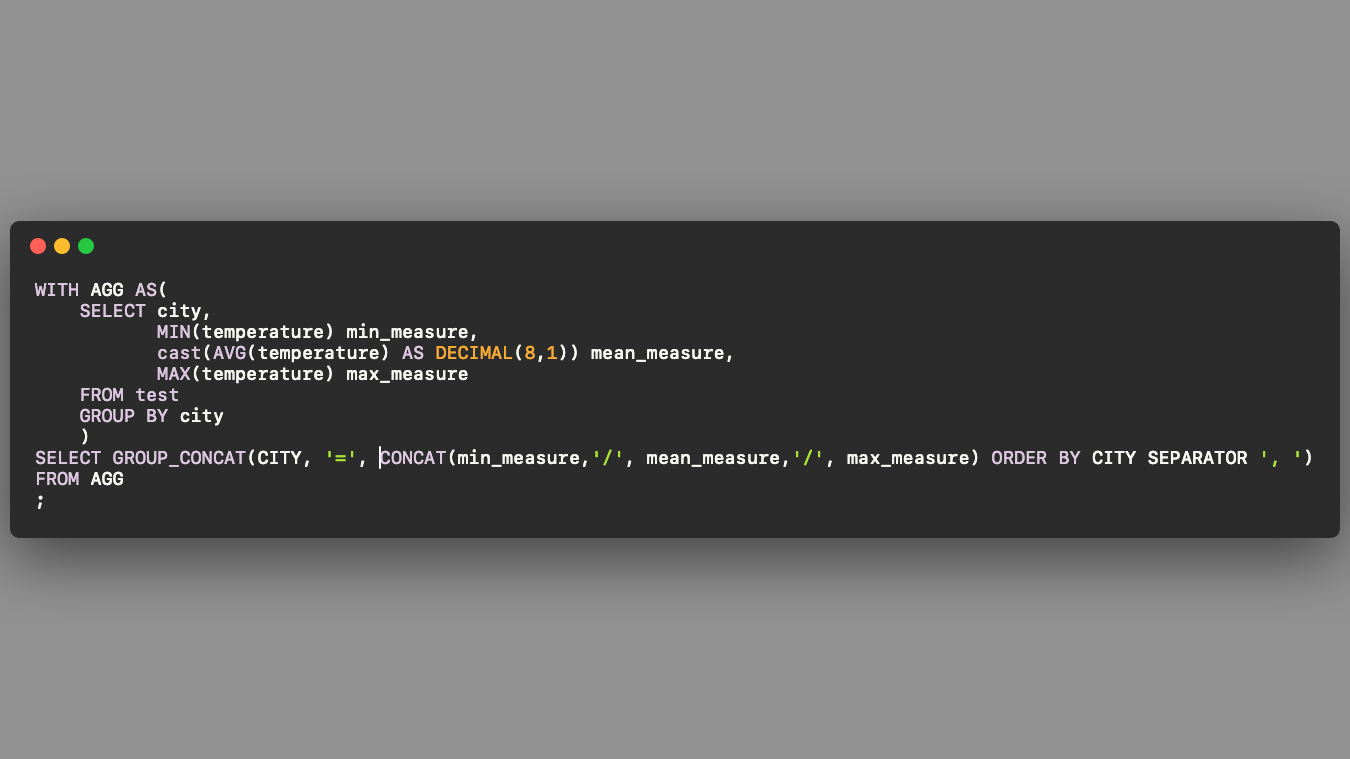 WITH AGG AS(
    SELECT city,
           MIN(temperature) min_measure,
           cast(AVG(temperature) AS DECIMAL(8,1)) mean_measure,
           MAX(temperature) max_measure
    FROM test
    GROUP BY city
    )
SELECT GROUP_CONCAT(CITY, '=', CONCAT(min_measure,'/', mean_measure,'/', max_measure) ORDER BY CITY SEPARATOR ', ')
FROM AGG
;